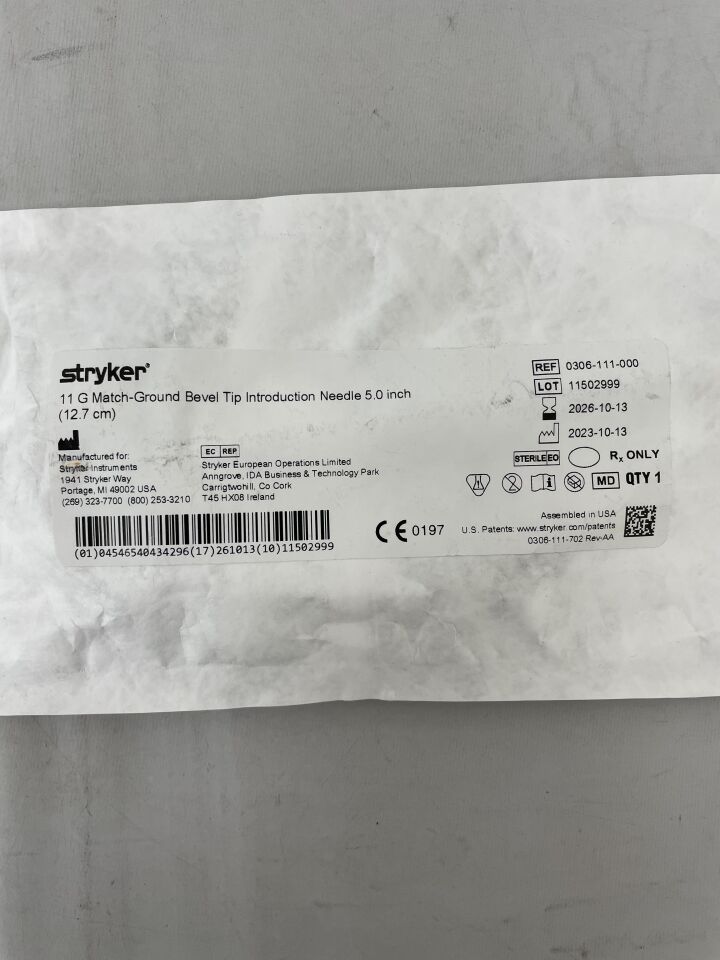 stryker®
11 G Match-Ground Bevel Tip Introduction Needle 5.0 inch
(12.7 cm)
Manufactured for:
Stryker Instruments
1941 Stryker Way
Portage, MI 49002 USA
(269) 323-7700 (800) 253-3210
EC REP
Stryker European Operations Limited
Anngrove, IDA Business & Technology Park
Carrigtwohill, Co Cork
T45 HX08 Ireland
(01)04546540434296(17)261013(10)11502999
CE 0197
REF 0306-111-000
LOT 11502999
2026-10-13
2023-10-13
STERILE EO Rx ONLY
MD QTY 1
Assembled in USA
U.S. Patents: www.stryker.com/patents
0306-111-702 Rev-AA